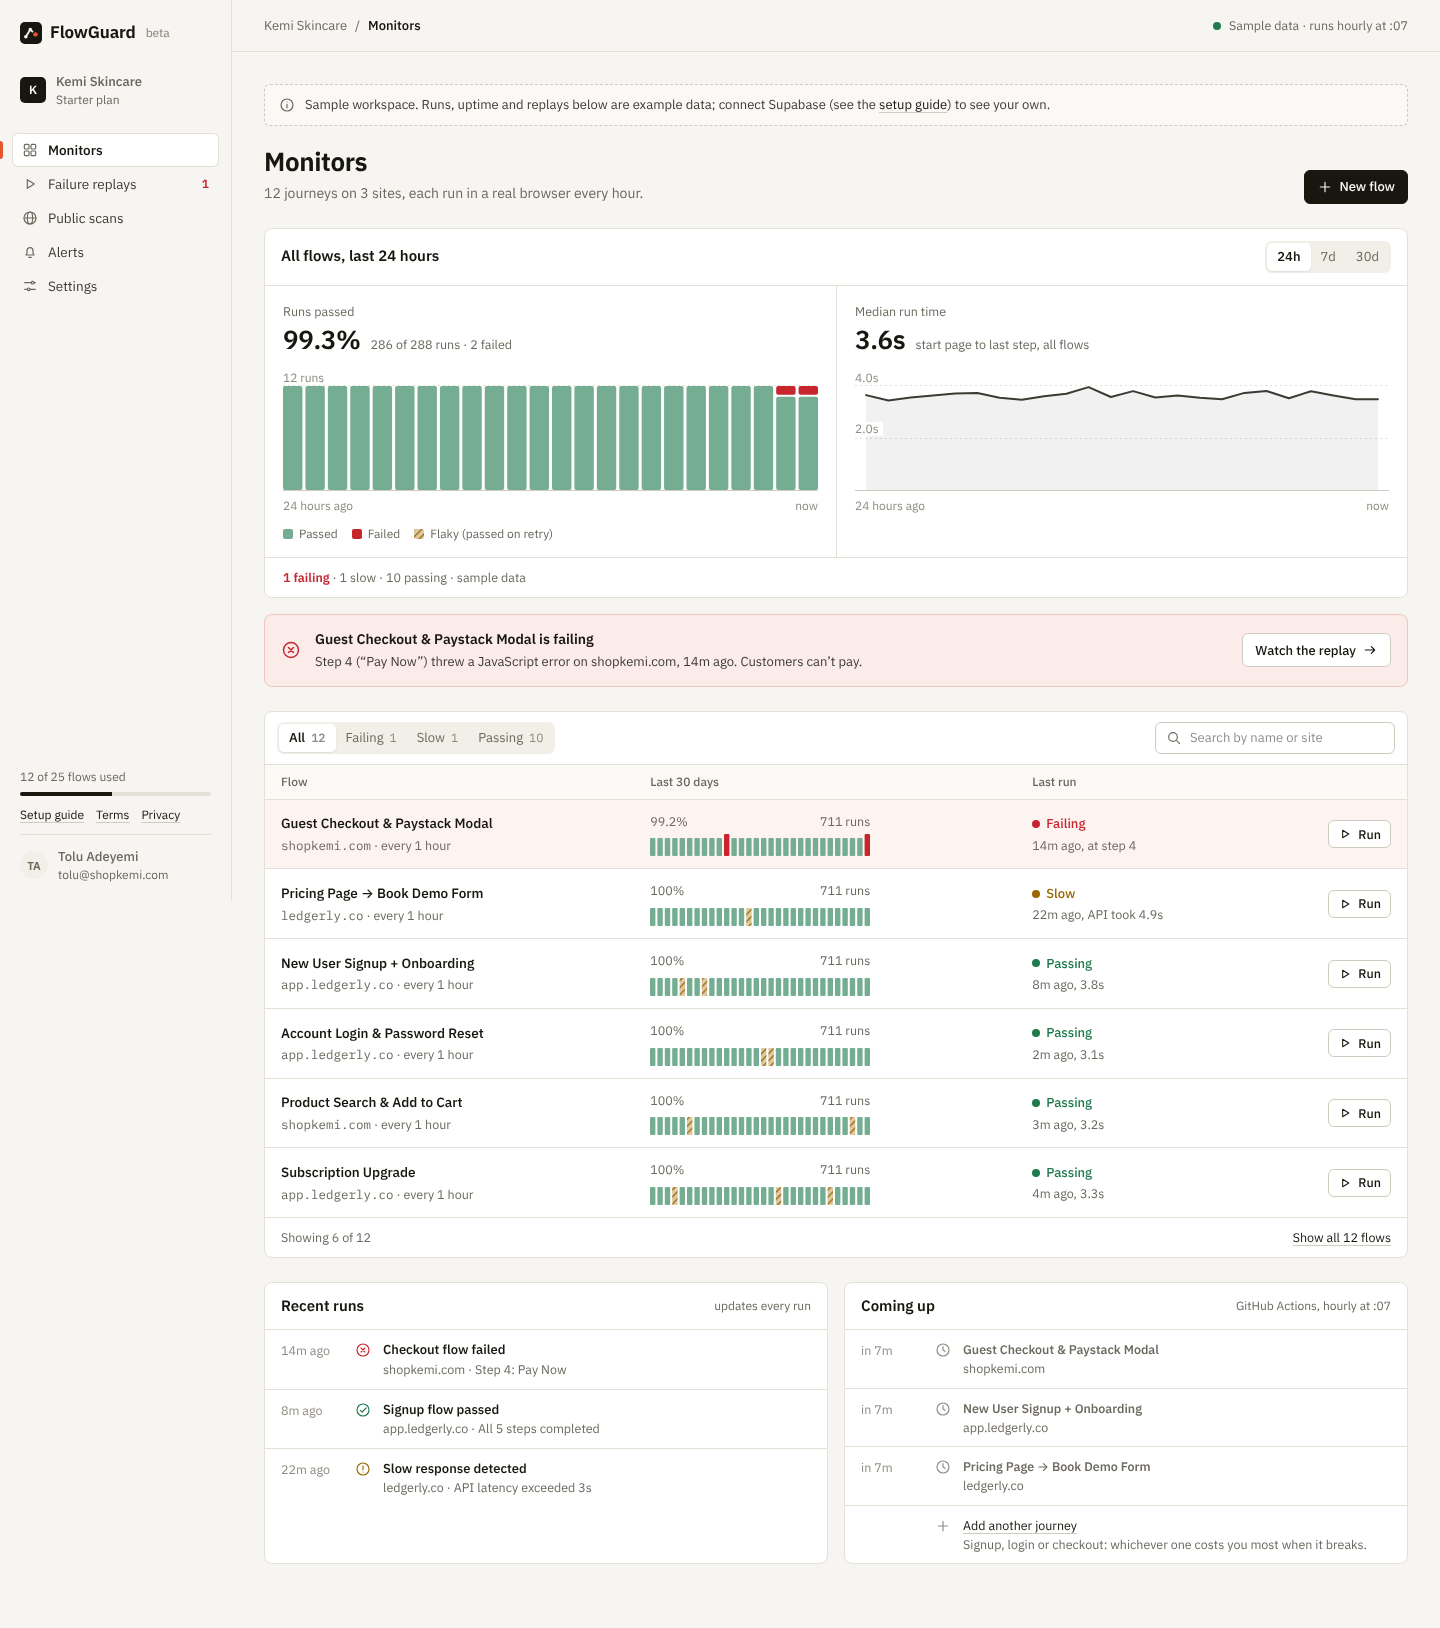 FlowGuard beta
K
Kemi Skincare
Starter plan
Monitors
Failure replays 1
Public scans
Alerts
Settings
12 of 25 flows used
Setup guide Terms Privacy
TA
Tolu Adeyemi
tolu@shopkemi.com
Kemi Skincare / Monitors
Sample data · runs hourly at :07
Sample workspace. Runs, uptime and replays below are example data; connect Supabase (see the setup guide) to see your own.
Monitors
12 journeys on 3 sites, each run in a real browser every hour.
New flow
All flows, last 24 hours
24h 7d 30d
Runs passed
99.3% 286 of 288 runs · 2 failed
12 runs
24 hours ago now
Passed Failed Flaky (passed on retry)
Median run time
3.6s start page to last step, all flows
4.0s
2.0s
24 hours ago now
1 failing · 1 slow · 10 passing · sample data
Guest Checkout & Paystack Modal is failing
Step 4 (“Pay Now”) threw a JavaScript error on shopkemi.com, 14m ago. Customers can’t pay.
Watch the replay
All 12 Failing 1 Slow 1 Passing 10
Search by name or site
Flow Last 30 days Last run
Guest Checkout & Paystack Modal
shopkemi.com · every 1 hour
99.2% 711 runs
Failing
14m ago, at step 4
Run
Pricing Page → Book Demo Form
ledgerly.co · every 1 hour
100% 711 runs
Slow
22m ago, API took 4.9s
Run
New User Signup + Onboarding
app.ledgerly.co · every 1 hour
100% 711 runs
Passing
8m ago, 3.8s
Run
Account Login & Password Reset
app.ledgerly.co · every 1 hour
100% 711 runs
Passing
2m ago, 3.1s
Run
Product Search & Add to Cart
shopkemi.com · every 1 hour
100% 711 runs
Passing
3m ago, 3.2s
Run
Subscription Upgrade
app.ledgerly.co · every 1 hour
100% 711 runs
Passing
4m ago, 3.3s
Run
Showing 6 of 12
Show all 12 flows
Recent runs
updates every run
14m ago
Checkout flow failed
shopkemi.com · Step 4: Pay Now
8m ago
Signup flow passed
app.ledgerly.co · All 5 steps completed
22m ago
Slow response detected
ledgerly.co · API latency exceeded 3s
Coming up
GitHub Actions, hourly at :07
in 7m
Guest Checkout & Paystack Modal
shopkemi.com
in 7m
New User Signup + Onboarding
app.ledgerly.co
in 7m
Pricing Page → Book Demo Form
ledgerly.co
Add another journey
Signup, login or checkout: whichever one costs you most when it breaks.